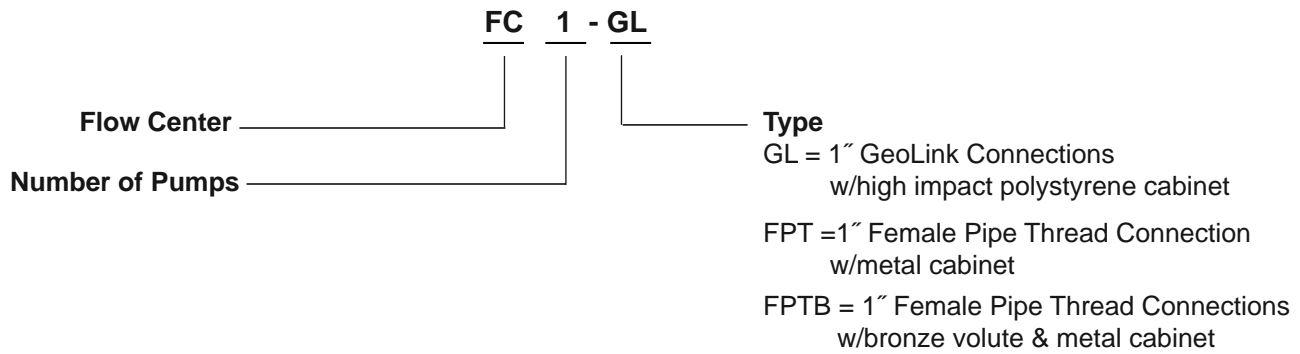 FC 1 - GL
Flow Center
Number of Pumps
Type
GL = 1˝ GeoLink Connections
w/high impact polystyrene cabinet
FPT =1˝ Female Pipe Thread Connection
w/metal cabinet
FPTB = 1˝ Female Pipe Thread Connections
w/bronze volute & metal cabinet